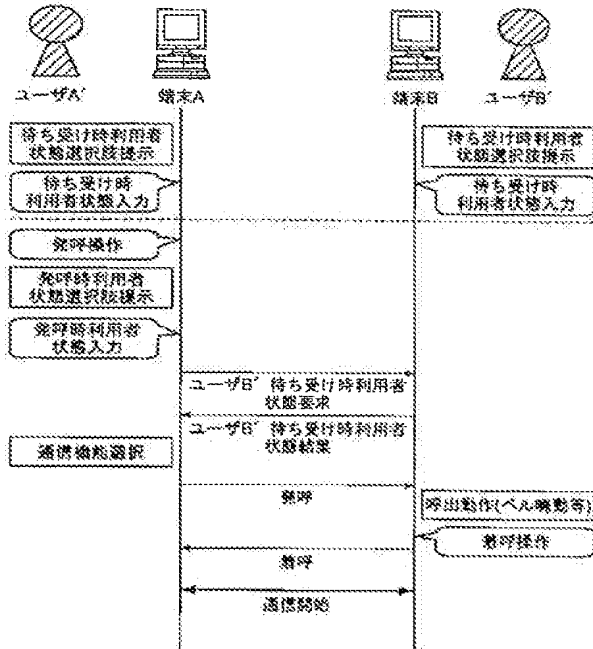 ユーザA´
端末A
端末B
ユーザB´
待ち受け時利用者
状態選択肢提示
待ち受け時利用者
状態選択肢提示
待ち受け時
利用者状態入力
待ち受け時
利用者状態入力
発呼操作
発呼時利用者
状態選択肢提示
発呼時利用者
状態入力
ユーザB´ 待ち受け時利用者
状態要求
ユーザB´ 待ち受け時利用者
状態結果
通信機能選択
発呼
呼出動作(ベル鳴動等)
着呼操作
着呼
通信開始